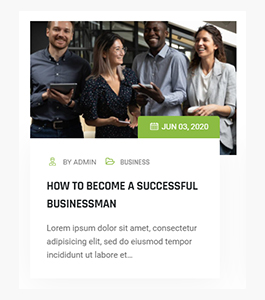 JUN 03, 2020
BY ADMIN BUSINESS
HOW TO BECOME A SUCCESSFUL
BUSINESSMAN
Lorem ipsum dolor sit amet, consectetur
adipisicing elit, sed do eiusmod tempor
incididunt ut labore et...